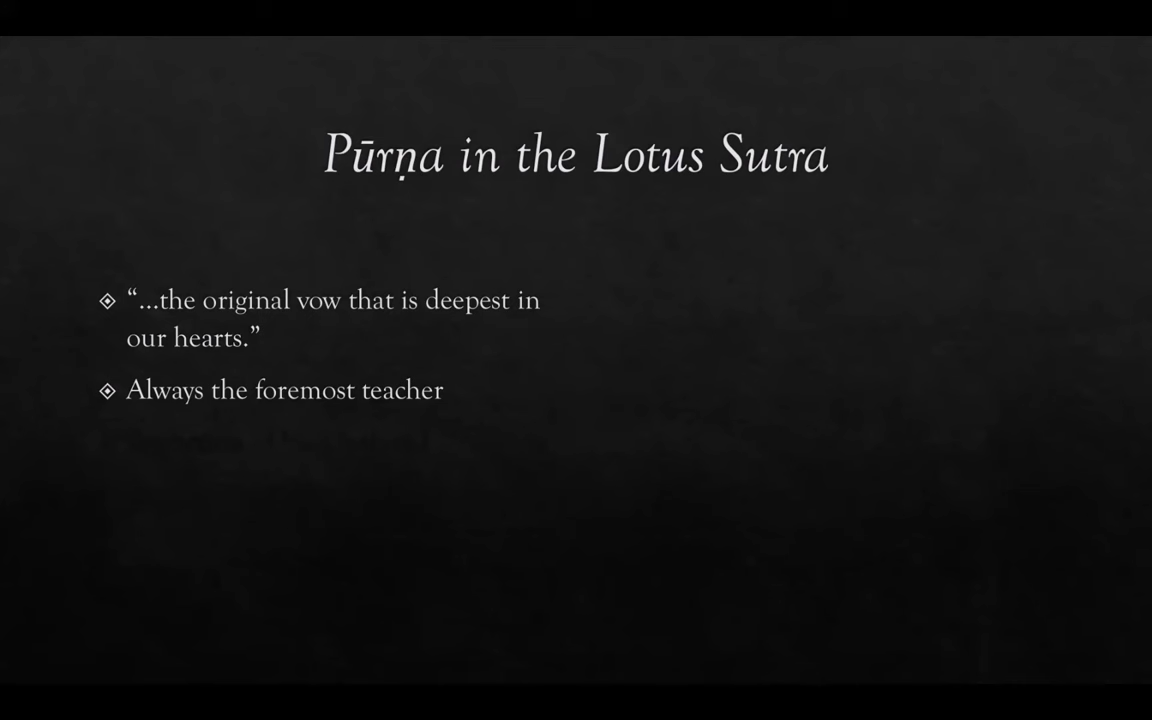 Pūrṇa in the Lotus Sutra
“…the original vow that is deepest in
our hearts.”
Always the foremost teacher